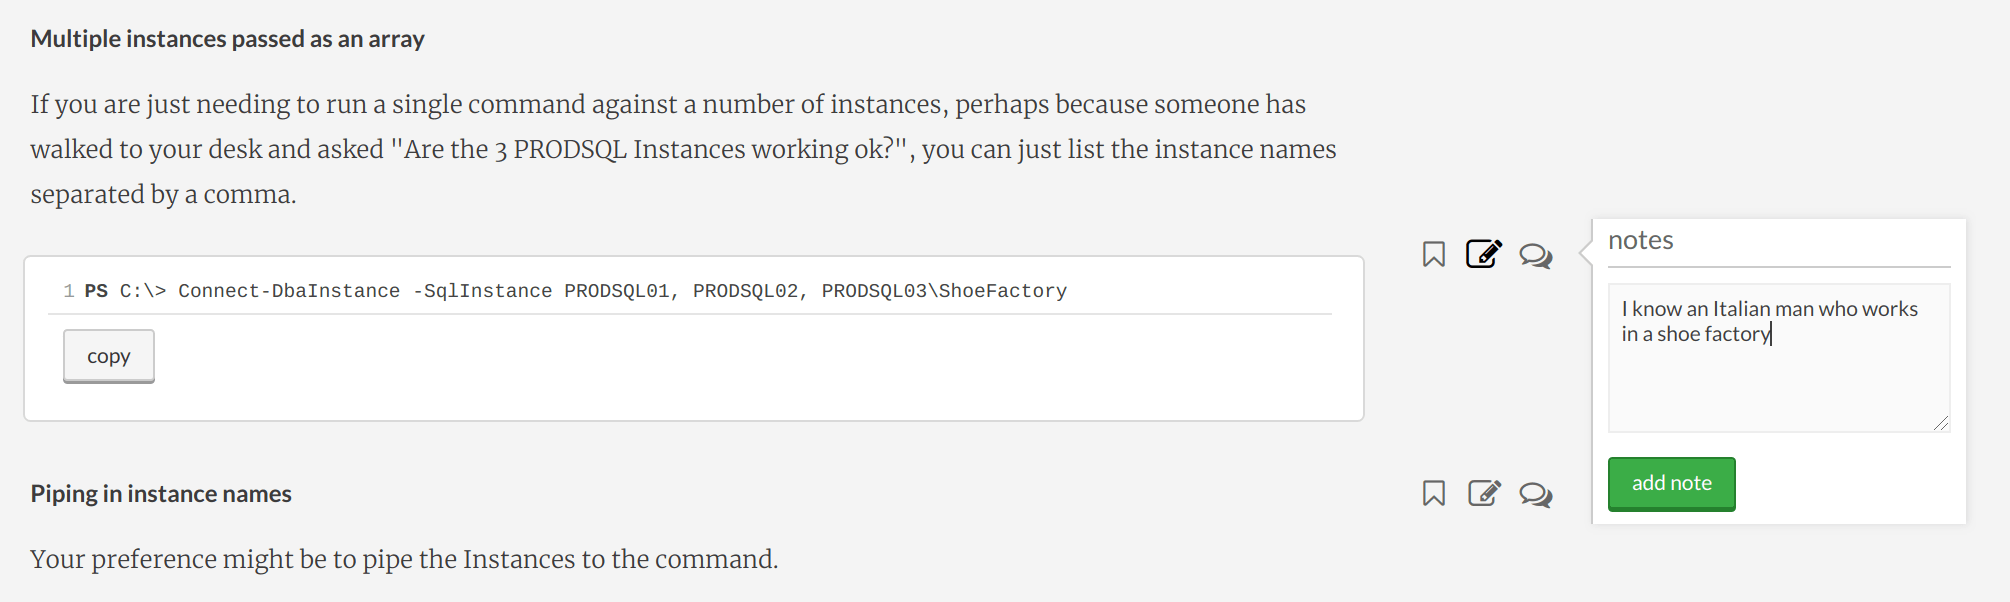 Multiple instances passed as an array
If you are just needing to run a single command against a number of instances, perhaps because someone has
walked to your desk and asked "Are the 3 PRODSQL Instances working ok?", you can just list the instance names
separated by a comma.
1 PS C:\> Connect-DbaInstance -SqlInstance PRODSQL01, PRODSQL02, PRODSQL03\ShoeFactory
copy
notes
I know an Italian man who works
in a shoe factory
add note
Piping in instance names
Your preference might be to pipe the Instances to the command.